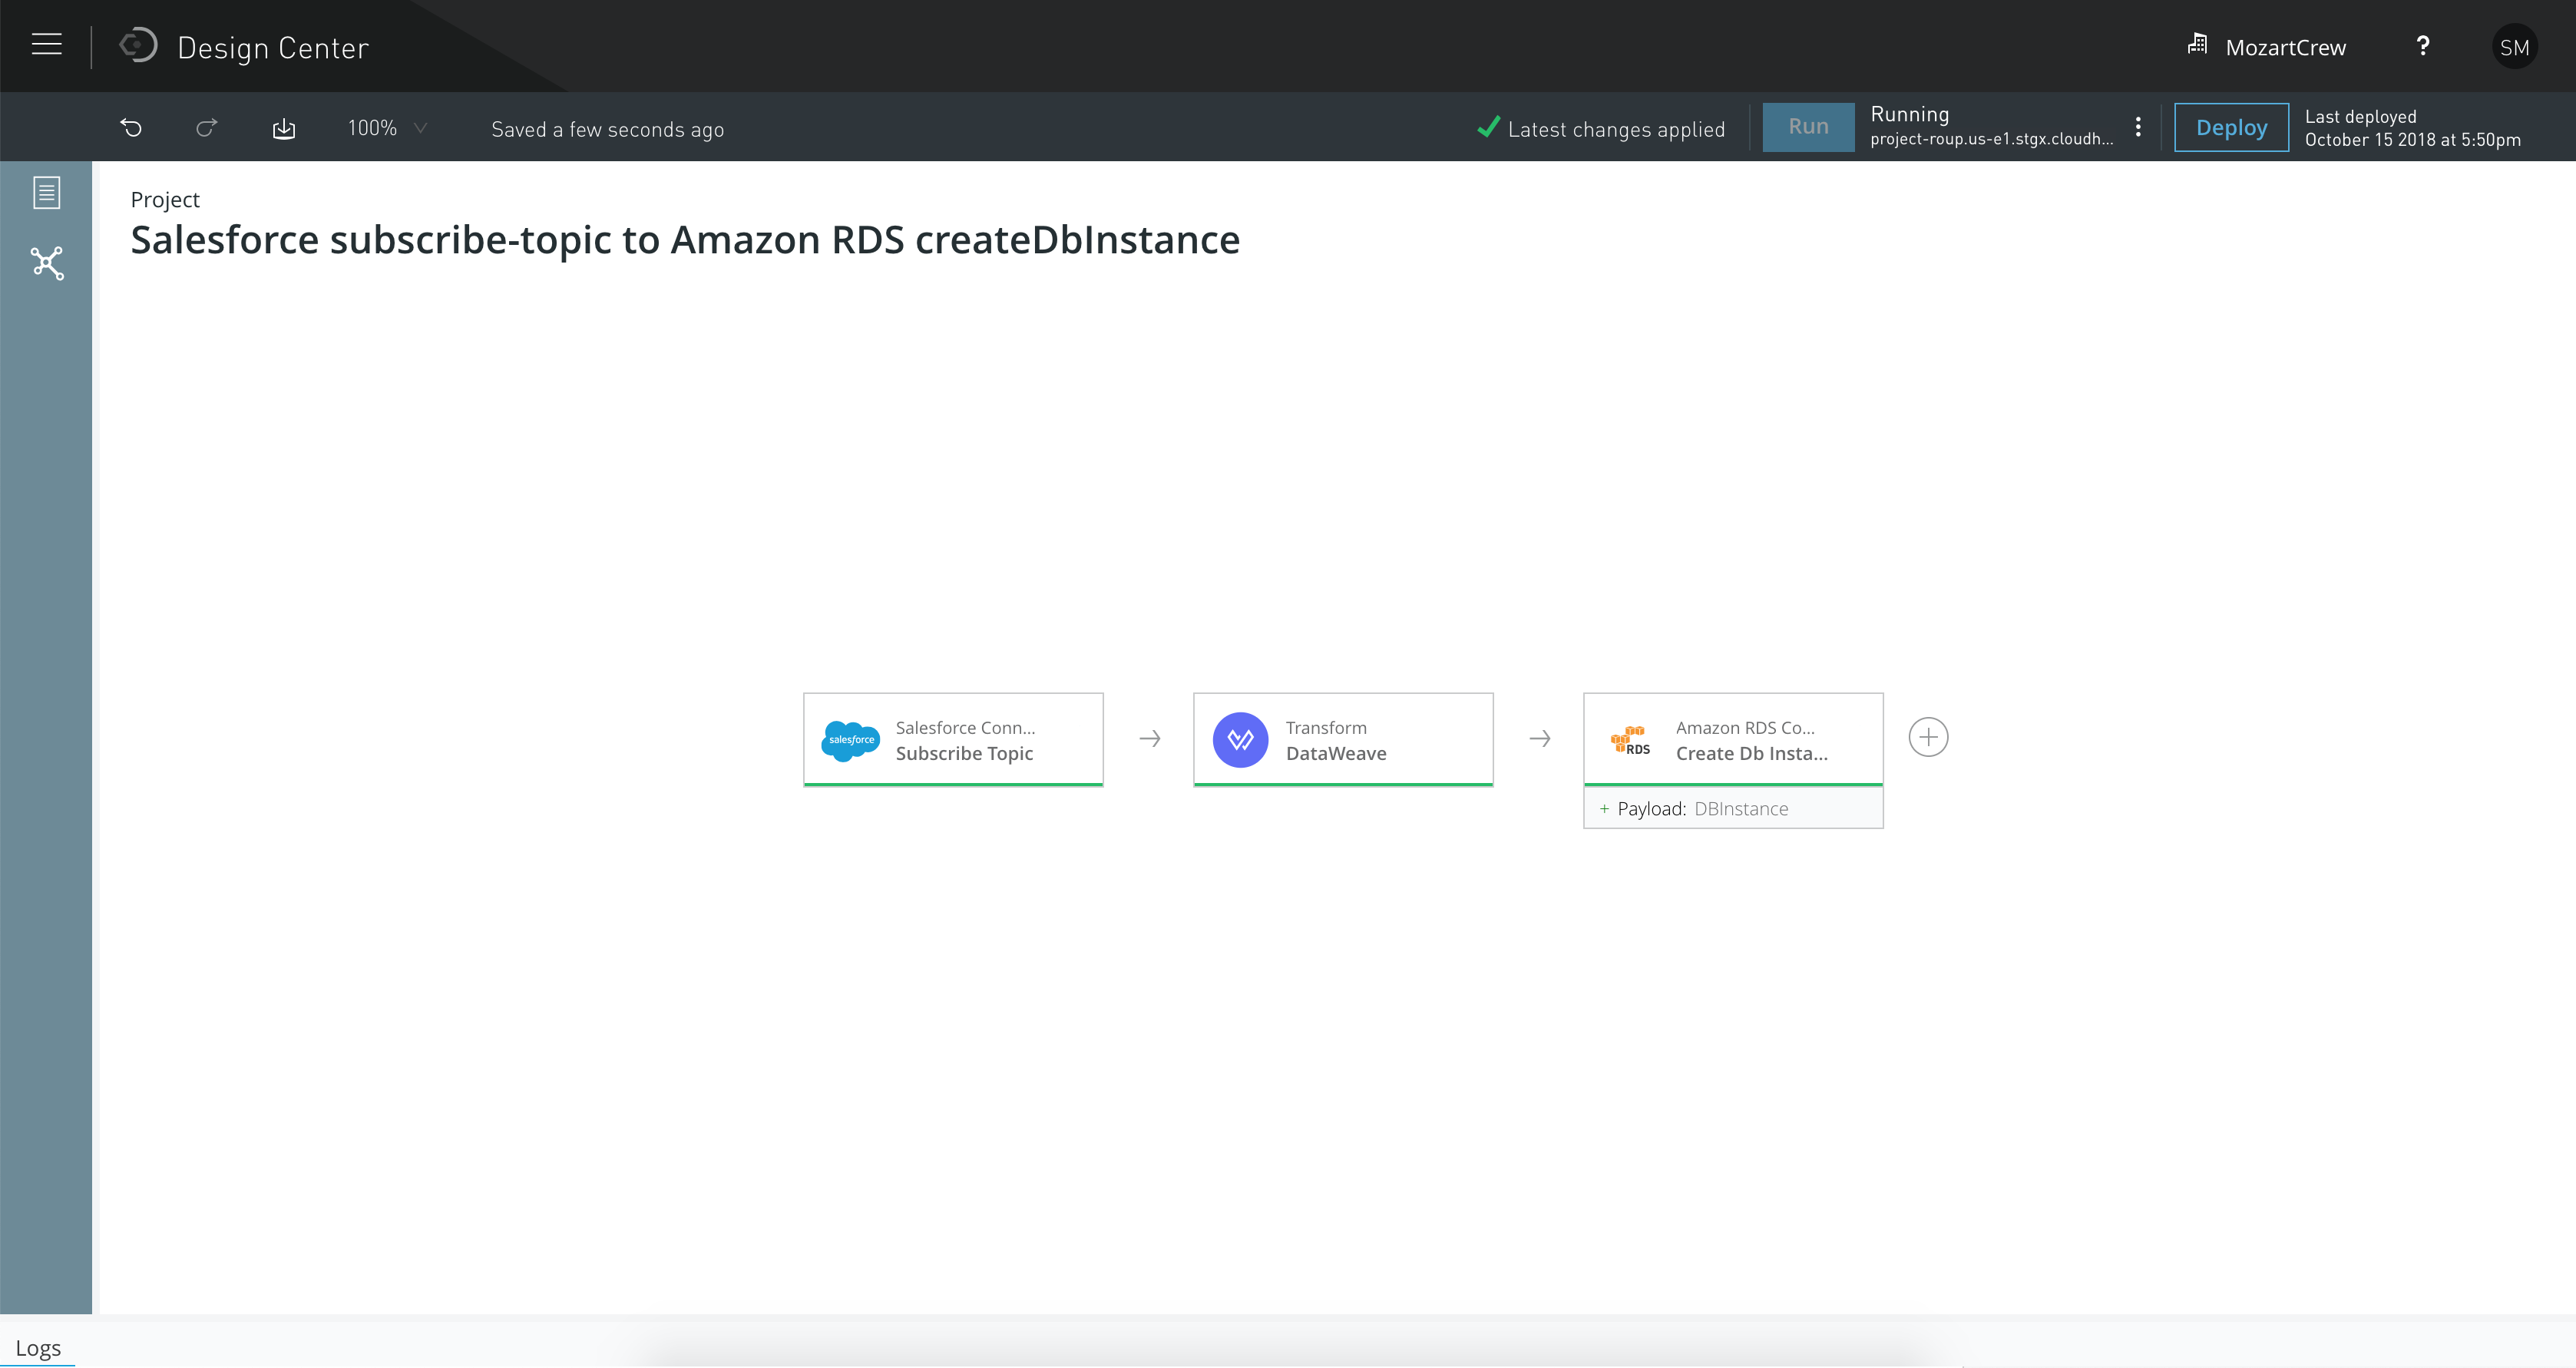 Design Center
MozartCrew
?
SM
100%
Saved a few seconds ago
Latest changes applied
Run
Running
project-roup.us-e1.stgx.cloudh...
Deploy
Last deployed
October 15 2018 at 5:50pm
Project
Salesforce subscribe-topic to Amazon RDS createDbInstance
salesforce
Salesforce Conn...
Subscribe Topic
Transform
DataWeave
RDS
Amazon RDS Co...
Create Db Insta...
+ Payload: DBInstance
Logs